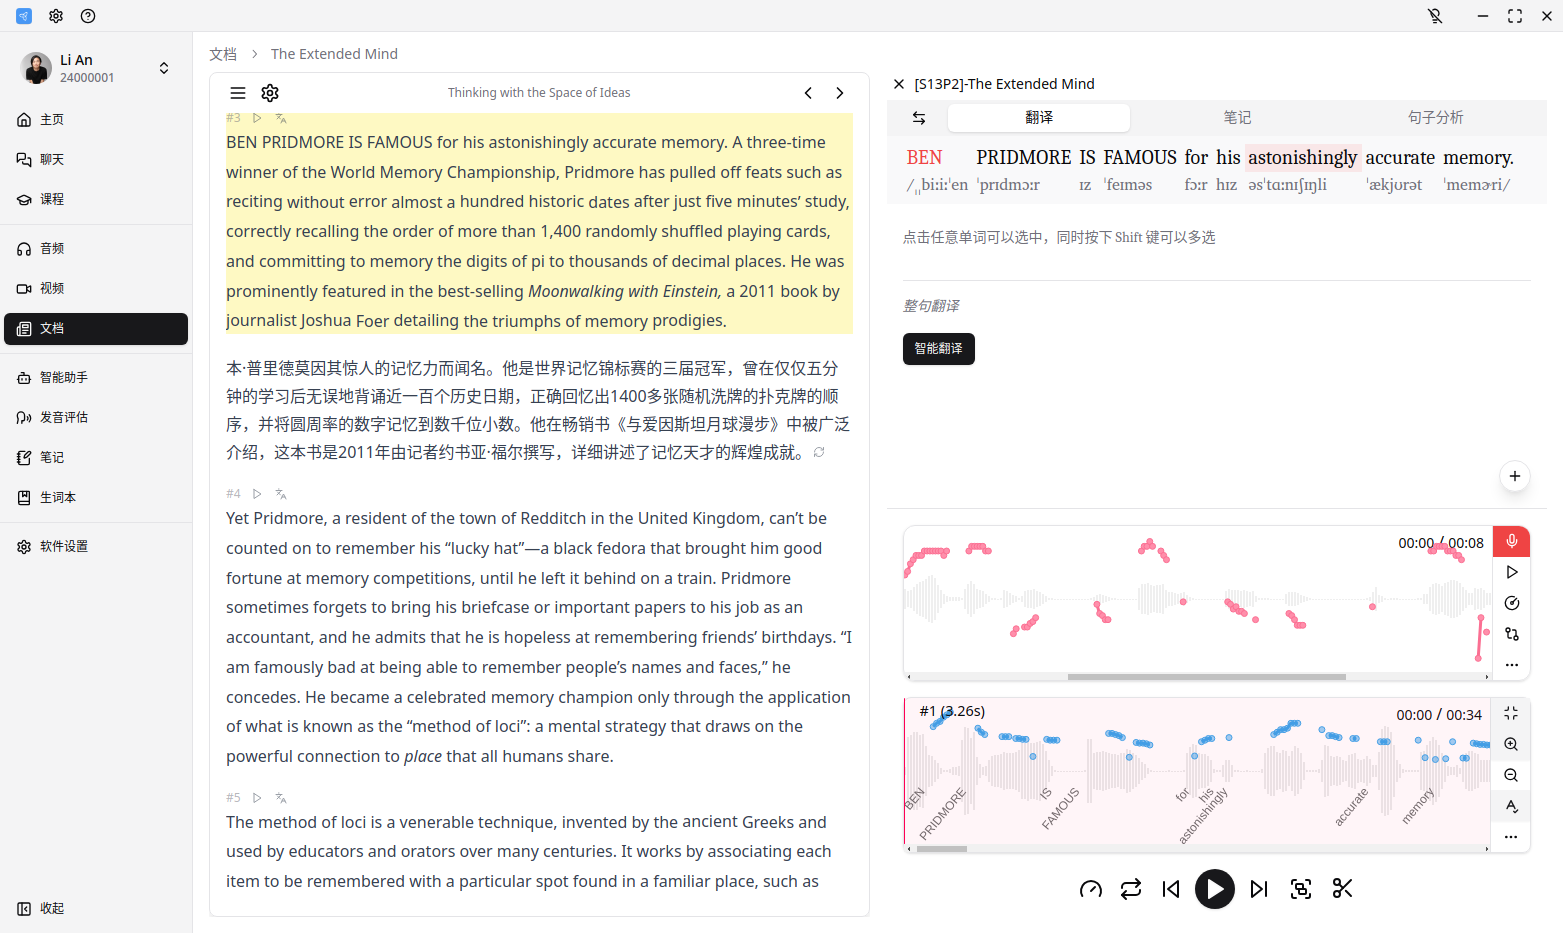 Li An
24000001
主页
聊天
课程
音频
视频
文档
智能助手
发音评估
笔记
生词本
软件设置
收起
文档 > The Extended Mind
Thinking with the Space of Ideas
#3
BEN PRIDMORE IS FAMOUS for his astonishingly accurate memory. A three-time
winner of the World Memory Championship, Pridmore has pulled off feats such as
reciting without error almost a hundred historic dates after just five minutes’ study,
correctly recalling the order of more than 1,400 randomly shuffled playing cards,
and committing to memory the digits of pi to thousands of decimal places. He was
prominently featured in the best-selling Moonwalking with Einstein, a 2011 book by
journalist Joshua Foer detailing the triumphs of memory prodigies.
本·普里德莫因其惊人的记忆力而闻名。他是世界记忆锦标赛的三届冠军，曾在仅仅五分
钟的学习后无误地背诵近一百个历史日期，正确回忆出1400多张随机洗牌的扑克牌的顺
序，并将圆周率的数字记忆到数千位小数。他在畅销书《与爱因斯坦月球漫步》中被广泛
介绍，这本书是2011年由记者约书亚·福尔撰写，详细讲述了记忆天才的辉煌成就。
#4
Yet Pridmore, a resident of the town of Redditch in the United Kingdom, can’t be
counted on to remember his “lucky hat”—a black fedora that brought him good
fortune at memory competitions, until he left it behind on a train. Pridmore
sometimes forgets to bring his briefcase or important papers to his job as an
accountant, and he admits that he is hopeless at remembering friends’ birthdays. “I
am famously bad at being able to remember people’s names and faces,” he
concedes. He became a celebrated memory champion only through the application
of what is known as the “method of loci”: a mental strategy that draws on the
powerful connection to place that all humans share.
#5
The method of loci is a venerable technique, invented by the ancient Greeks and
used by educators and orators over many centuries. It works by associating each
item to be remembered with a particular spot found in a familiar place, such as
[S13P2]-The Extended Mind
翻译 笔记 句子分析
BEN PRIDMORE IS FAMOUS for his astonishingly accurate memory.
/ˌˌbiːiːˈen ˈprɪdmɔːr ɪz ˈfeɪməs fɔːr hɪz əsˈtɑːnɪʃɪŋli ˈækjʊrət ˈmemɚi/
点击任意单词可以选中，同时按下 Shift 键可以多选
整句翻译
智能翻译
00:00 / 00:08
#1 (3.26s)
00:00 / 00:34
BEN PRIDMORE IS FAMOUS for his astonishingly accurate memory